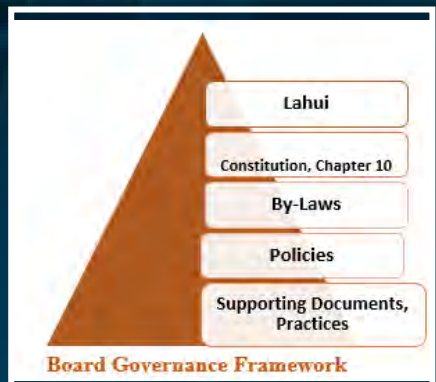 Lahui
Constitution, Chapter 10
By-Laws
Policies
Supporting Documents,
Practices
Board Governance Framework